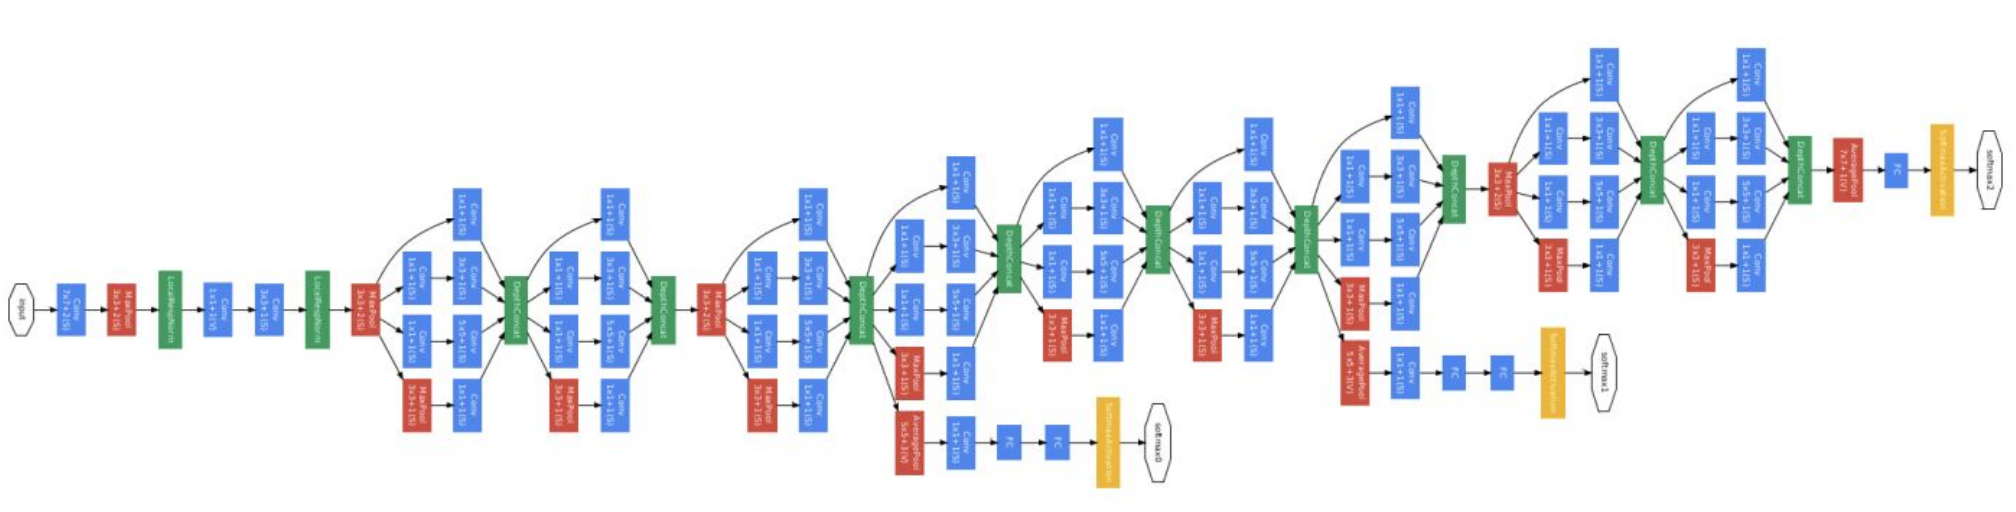 input
Conv
7x7+2(S)
MaxPool
3x3+2(S)
LocalRespNorm
Conv
1x1+1(V)
Conv
3x3+1(S)
LocalRespNorm
MaxPool
3x3+2(S)
Conv
1x1+1(S)
Conv
1x1+1(S)
Conv
3x3+1(S)
Conv
1x1+1(S)
Conv
5x5+1(S)
MaxPool
3x3+1(S)
Conv
1x1+1(S)
DepthConcat
Conv
1x1+1(S)
Conv
1x1+1(S)
Conv
3x3+1(S)
Conv
1x1+1(S)
Conv
5x5+1(S)
MaxPool
3x3+1(S)
Conv
1x1+1(S)
DepthConcat
MaxPool
3x3+2(S)
Conv
1x1+1(S)
Conv
1x1+1(S)
Conv
3x3+1(S)
Conv
1x1+1(S)
Conv
5x5+1(S)
MaxPool
3x3+1(S)
Conv
1x1+1(S)
DepthConcat
Conv
1x1+1(S)
Conv
1x1+1(S)
Conv
3x3+1(S)
Conv
1x1+1(S)
Conv
5x5+1(S)
MaxPool
3x3+1(S)
Conv
1x1+1(S)
AveragePool
5x5+3(V)
Conv
1x1+1(S)
FC
FC
SoftmaxActivation
softmax0
DepthConcat
Conv
1x1+1(S)
Conv
1x1+1(S)
Conv
3x3+1(S)
Conv
1x1+1(S)
Conv
5x5+1(S)
MaxPool
3x3+1(S)
Conv
1x1+1(S)
DepthConcat
Conv
1x1+1(S)
Conv
1x1+1(S)
Conv
3x3+1(S)
Conv
1x1+1(S)
Conv
5x5+1(S)
MaxPool
3x3+1(S)
Conv
1x1+1(S)
DepthConcat
Conv
1x1+1(S)
Conv
1x1+1(S)
Conv
3x3+1(S)
Conv
1x1+1(S)
Conv
5x5+1(S)
MaxPool
3x3+1(S)
Conv
1x1+1(S)
AveragePool
5x5+3(V)
Conv
1x1+1(S)
FC
FC
SoftmaxActivation
softmax1
DepthConcat
MaxPool
3x3+2(S)
Conv
1x1+1(S)
Conv
1x1+1(S)
Conv
3x3+1(S)
Conv
1x1+1(S)
Conv
5x5+1(S)
MaxPool
3x3+1(S)
Conv
1x1+1(S)
DepthConcat
Conv
1x1+1(S)
Conv
1x1+1(S)
Conv
3x3+1(S)
Conv
1x1+1(S)
Conv
5x5+1(S)
MaxPool
3x3+1(S)
Conv
1x1+1(S)
DepthConcat
AveragePool
7x7+1(V)
FC
SoftmaxActivation
softmax2